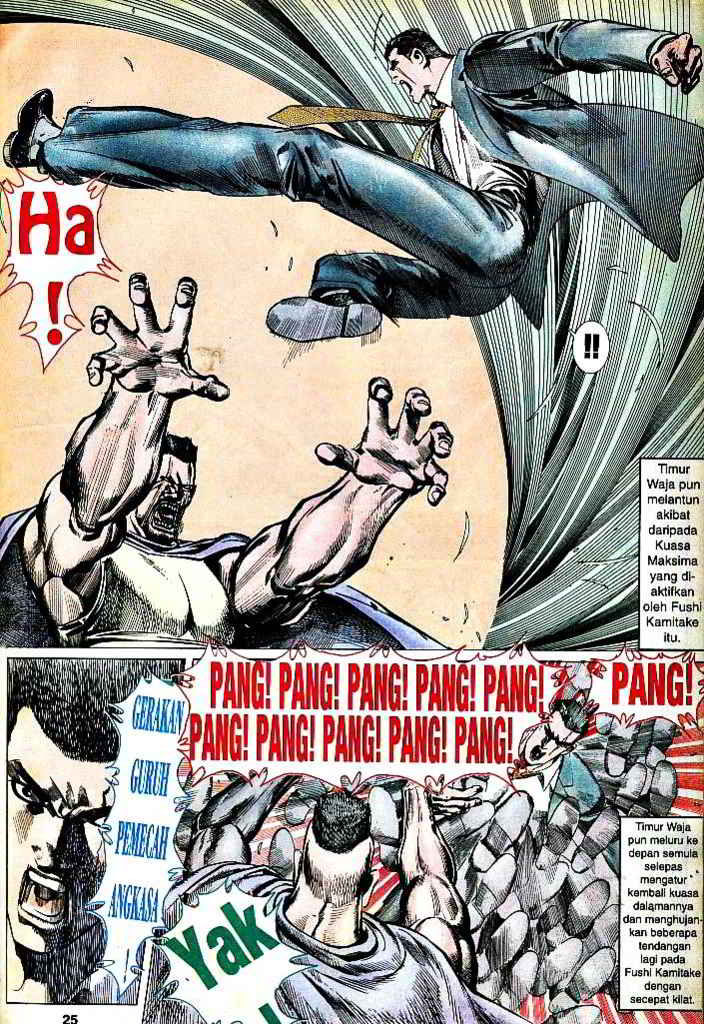 Ha
!
!!
Timur
Waja pun
melantun
akibat
daripada
Kuasa
Maksima
yang di-
aktifkan
oleh Fushi
Kamitake
itu.
PANG! PANG! PANG! PANG! PANG!
PANG! PANG! PANG! PANG! PANG!
PANG!
GERAKAN
GURUH
PEMECAH
ANGKASA
!
Yak
!
Timur Waja
pun meluru ke
depan semula
selepas
mengatur
kembali kuasa
dalamannya
dan menghujan-
kan beberapa
tendangan
lagi pada
Fushi Kamitake
dengan
secepat kilat.
25